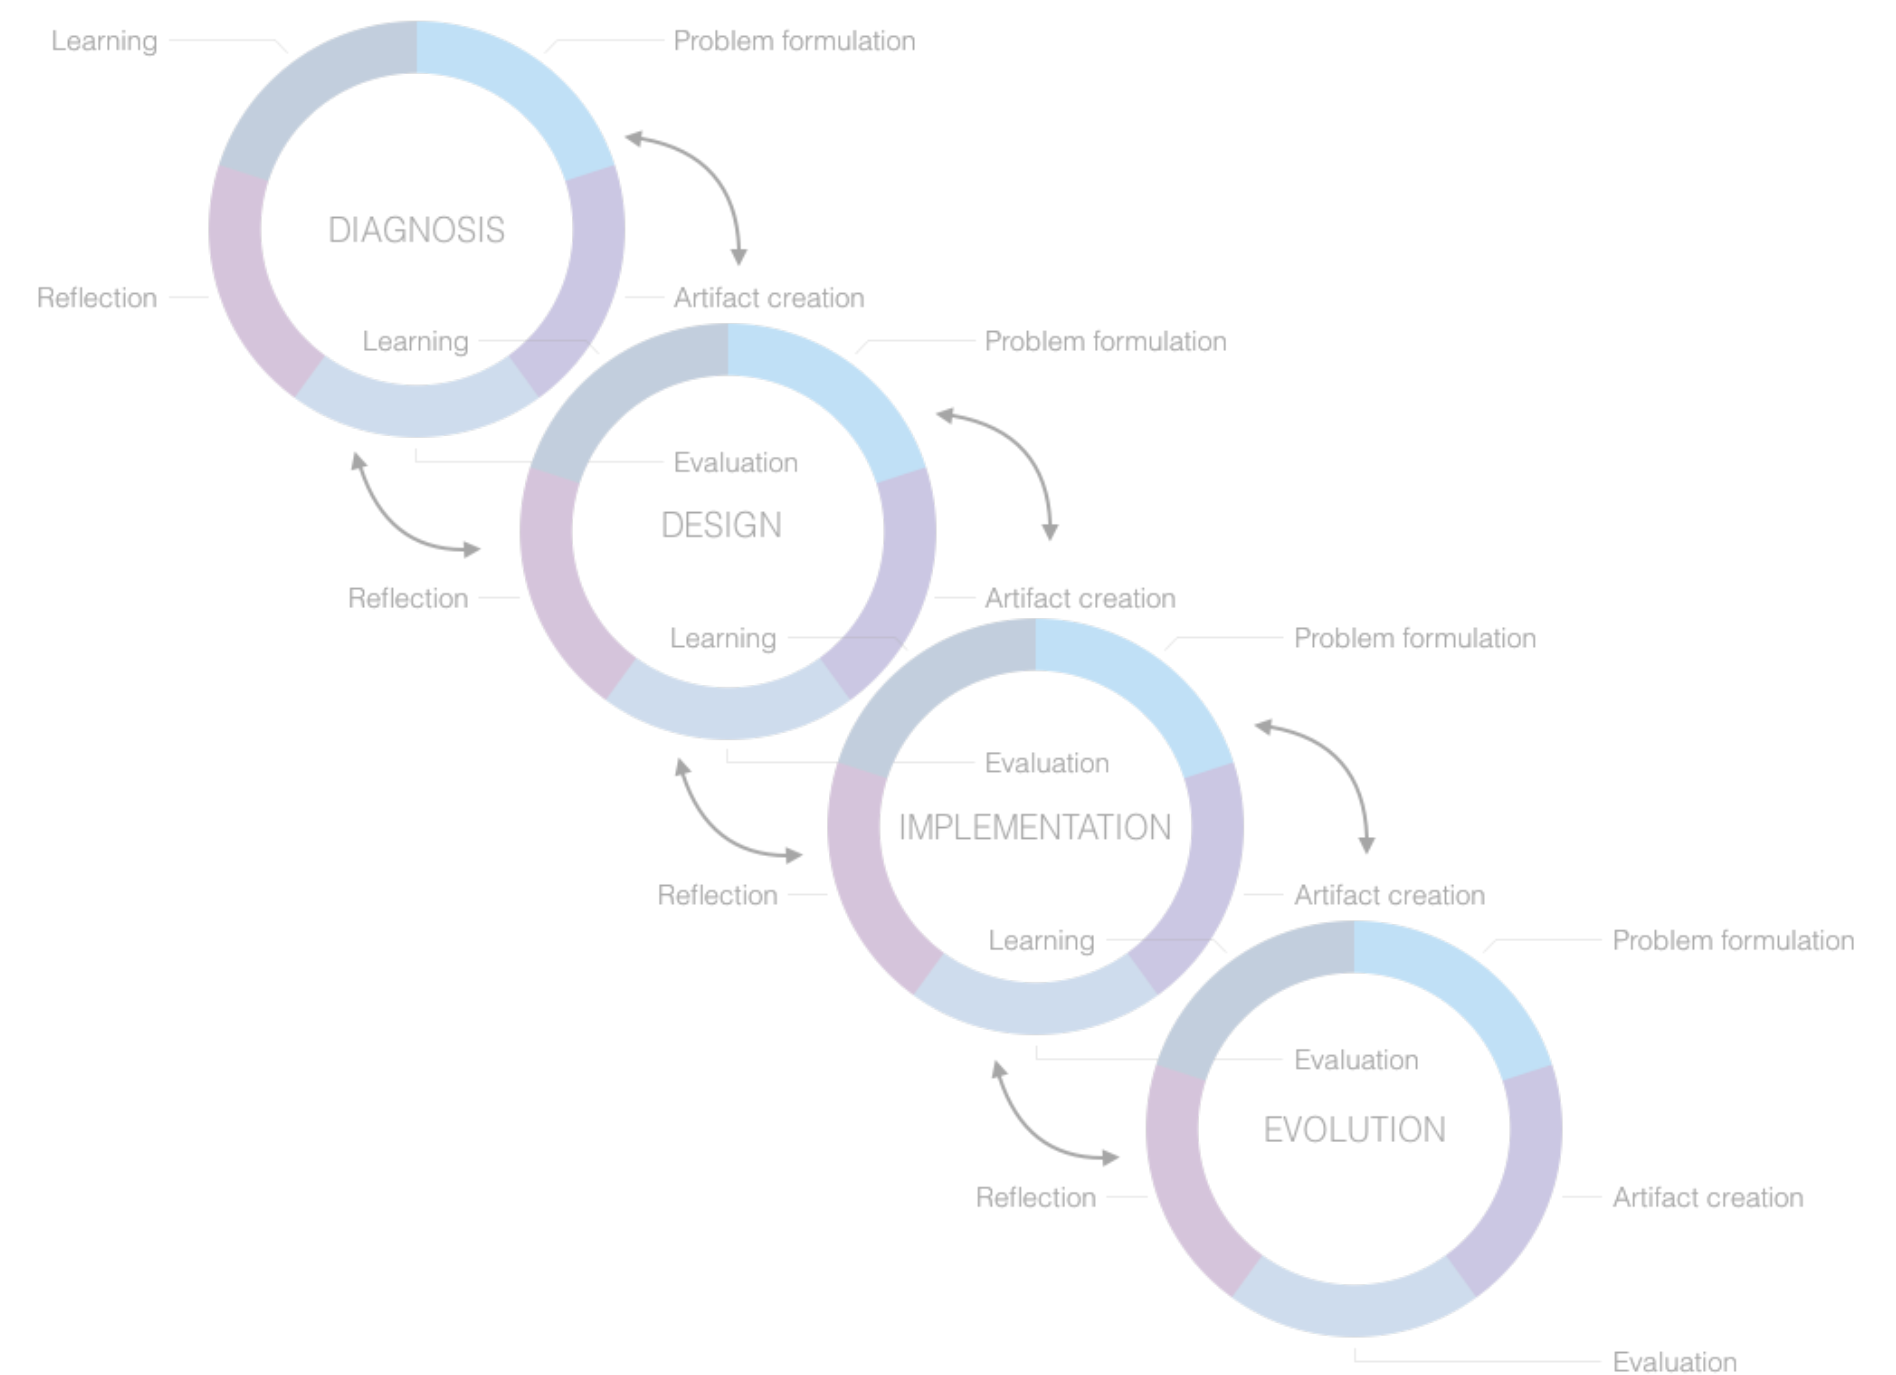 Learning
Problem formulation
DIAGNOSIS
Reflection
Artifact creation
Learning
Problem formulation
Evaluation
DESIGN
Reflection
Artifact creation
Learning
Problem formulation
Evaluation
IMPLEMENTATION
Reflection
Artifact creation
Learning
Problem formulation
Evaluation
EVOLUTION
Reflection
Artifact creation
Evaluation